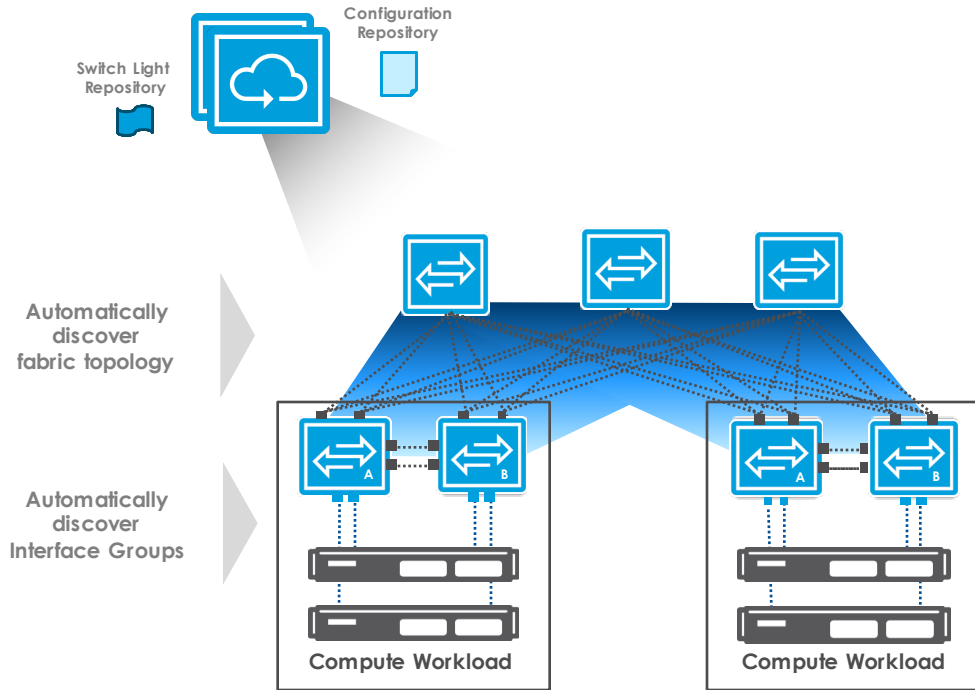 Configuration
Repository
Switch Light
Repository
Automatically
discover
fabric topology
A
B
A
B
Automatically
discover
Interface Groups
Compute Workload
Compute Workload